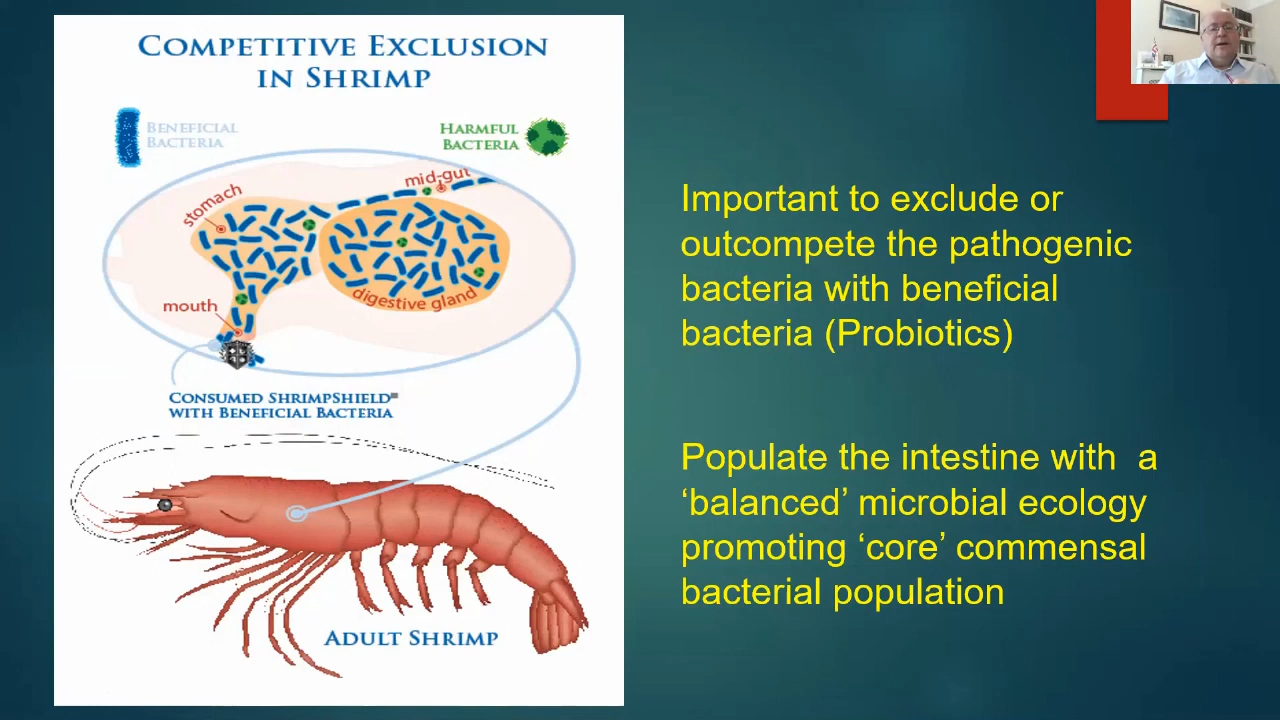 COMPETITIVE EXCLUSION
IN SHRIMP
BENEFICIAL
BACTERIA
HARMFUL
BACTERIA
stomach
mid-gut
mouth
digestive gland
CONSUMED SHRIMPSHIELD
WITH BENEFICIAL BACTERIA
ADULT SHRIMP
Important to exclude or
outcompete the pathogenic
bacteria with beneficial
bacteria (Probiotics)
Populate the intestine with a
‘balanced’ microbial ecology
promoting ‘core’ commensal
bacterial population